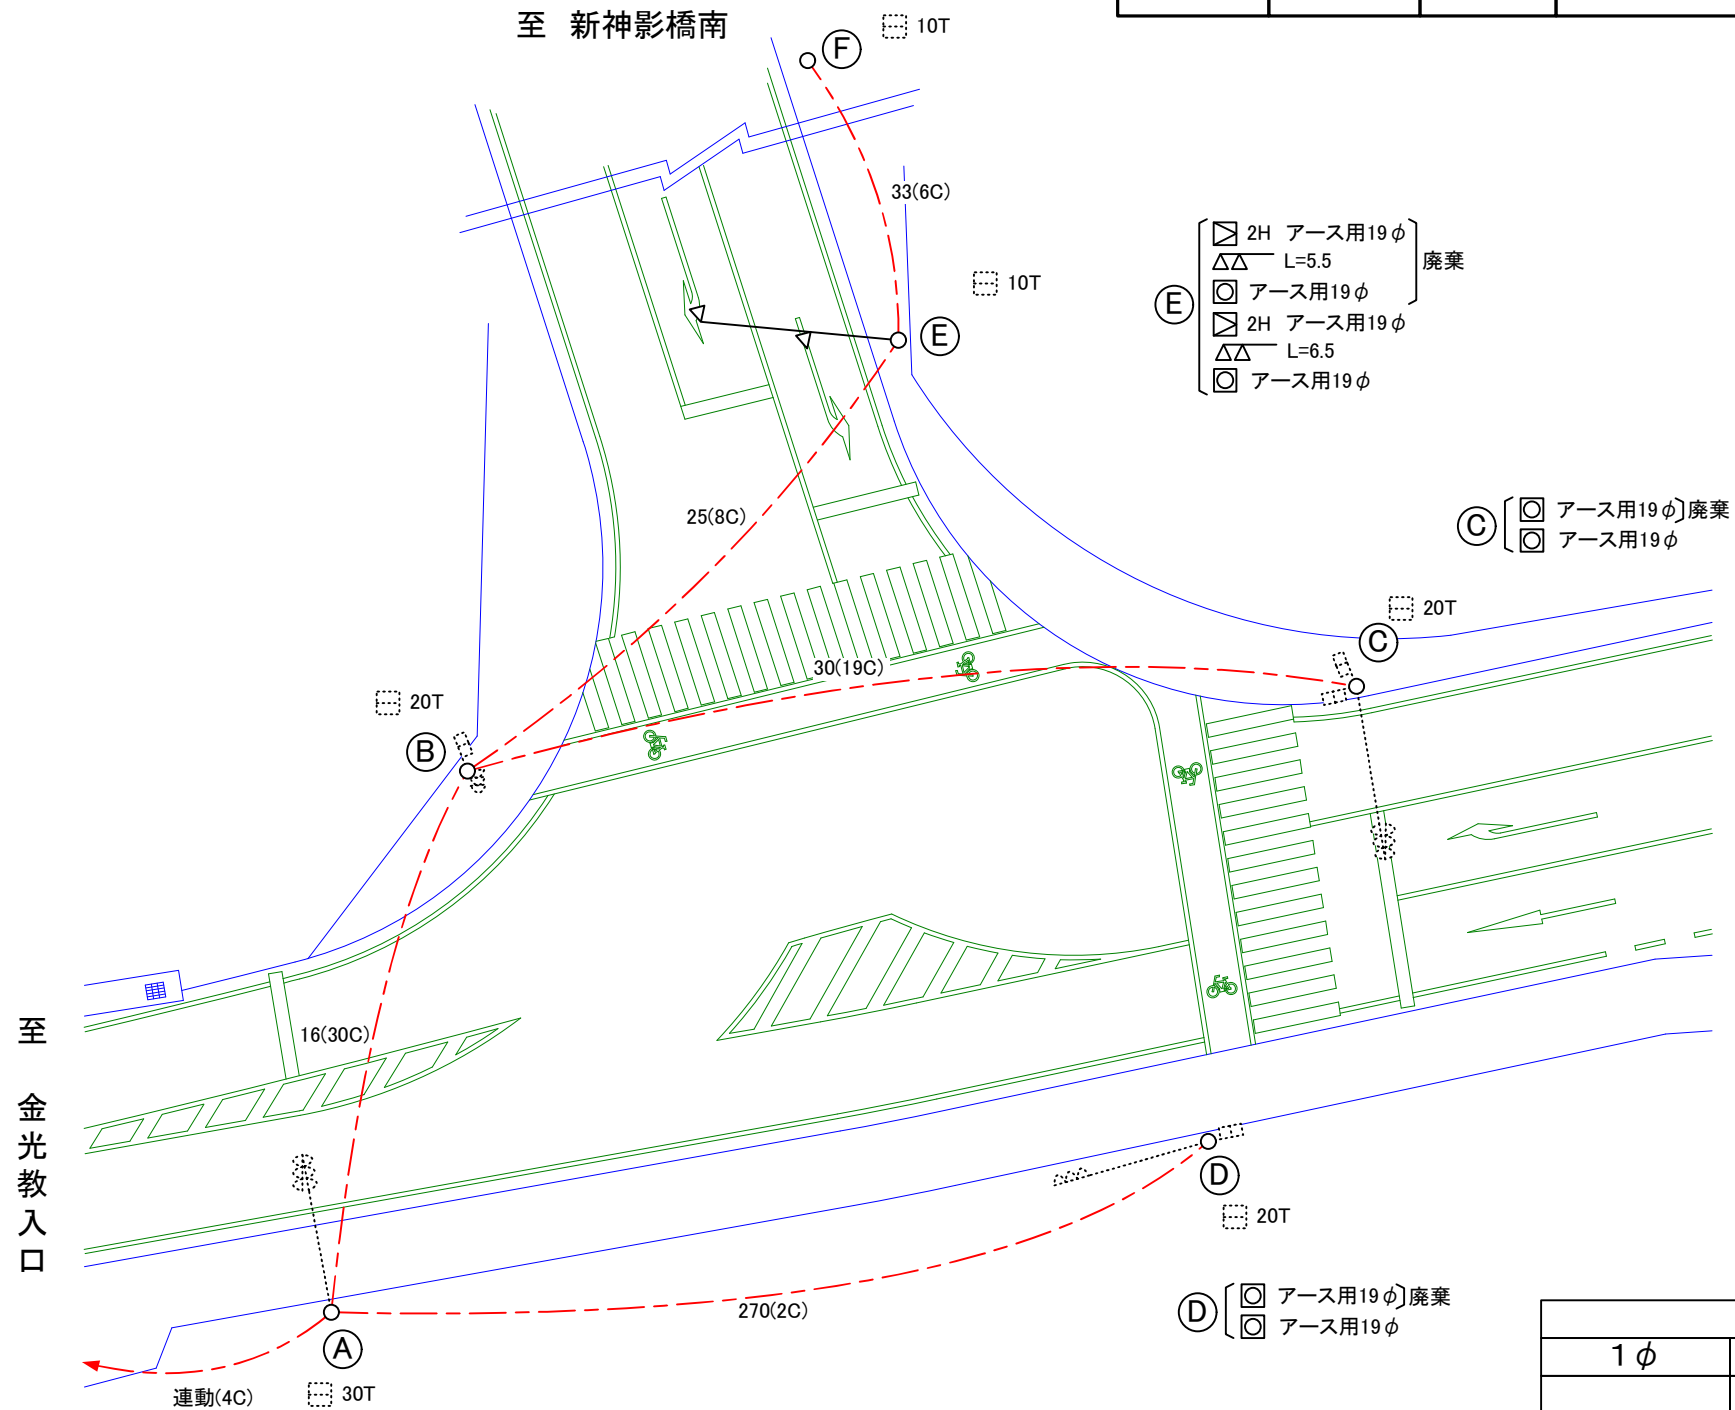 至 新神影橋南
F
10T
33(6C)
10T
E
E
2H アース用19φ
L=5.5
アース用19φ
廃棄
2H アース用19φ
L=6.5
アース用19φ
25(8C)
C
アース用19φ
廃棄
アース用19φ
20T
C
30(19C)
20T
B
16(30C)
至 金光教入口
D
20T
D
アース用19φ
廃棄
アース用19φ
270(2C)
A
連動(4C)
30T
1φ